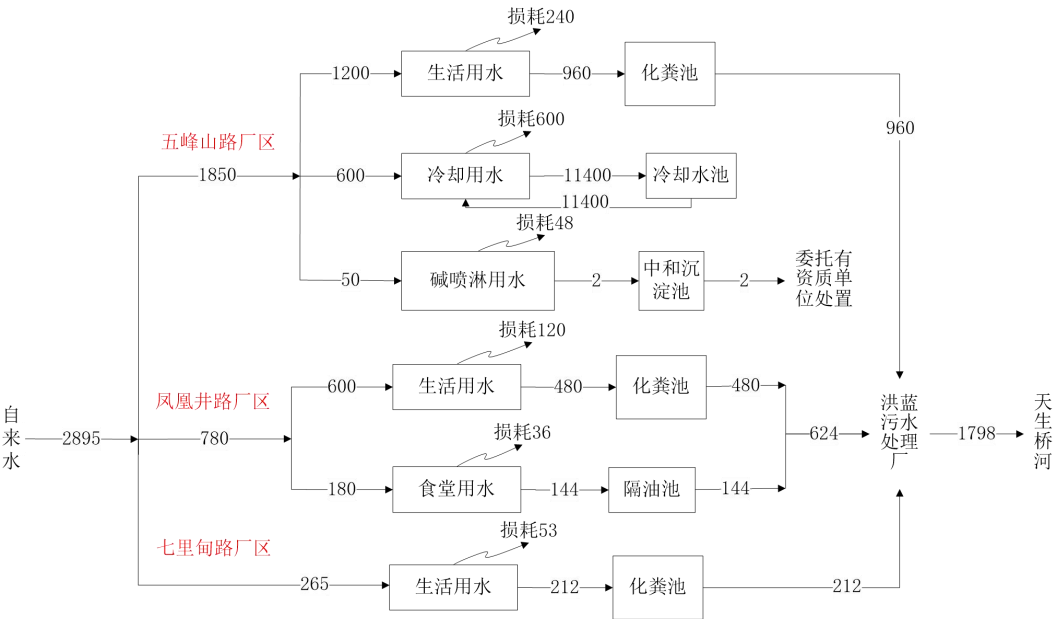 损耗240
1200
生活用水
960
化粪池
960
五峰山路厂区
1850
损耗600
600
冷却用水
11400
冷却水池
11400
损耗48
50
碱喷淋用水
2
中和沉
淀池
2
委托有
资质单
位处置
损耗120
600
生活用水
480
化粪池
480
凤凰井路厂区
自来水
2895
780
损耗36
180
食堂用水
144
隔油池
144
624
洪蓝
污水
处理
厂
1798
天生桥河
七里甸路厂区
损耗53
265
生活用水
212
化粪池
212